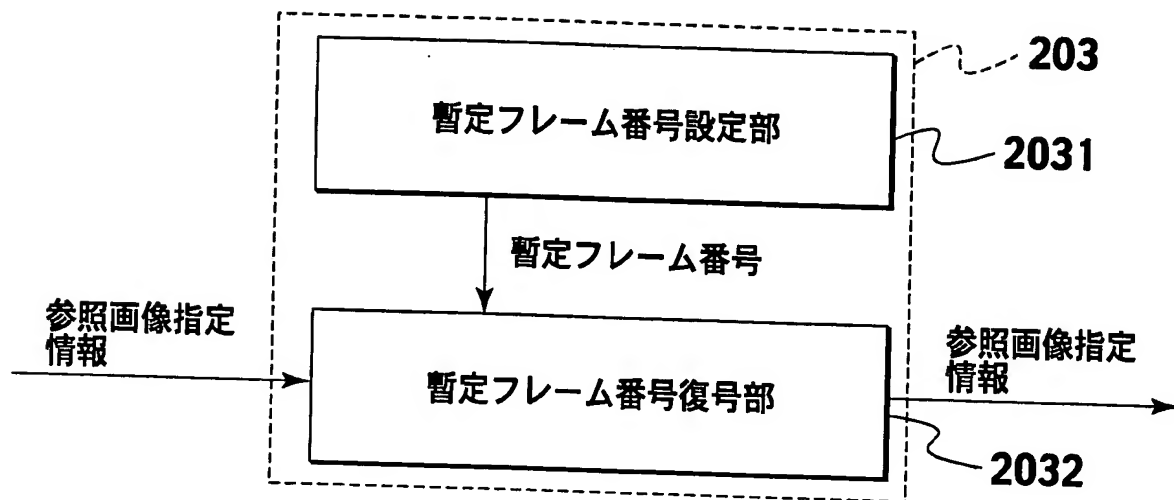 203
暫定フレーム番号設定部
2031
暫定フレーム番号
参照画像指定
情報
暫定フレーム番号復号部
参照画像指定
情報
2032